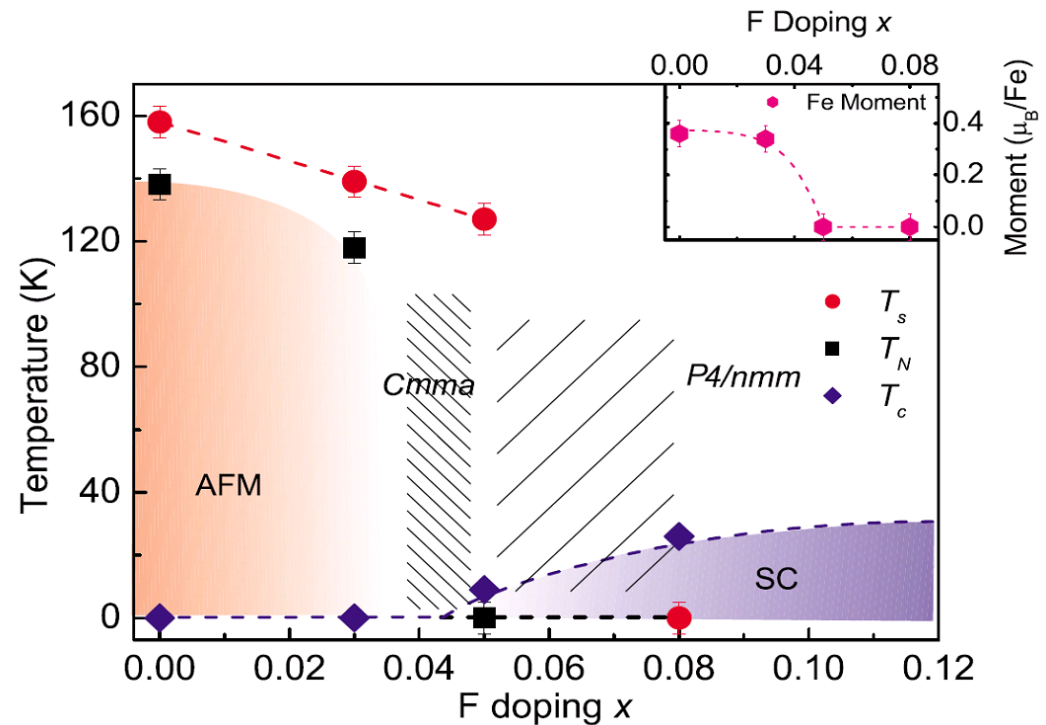 F Doping x
0.00 0.04 0.08
Fe Moment
0.4
0.2
0.0
Moment (μB/Fe)
160
120
80
40
0
Temperature (K)
Ts
TN
Tc
Cmma
P4/nmm
AFM
SC
0.00 0.02 0.04 0.06 0.08 0.10 0.12
F doping x